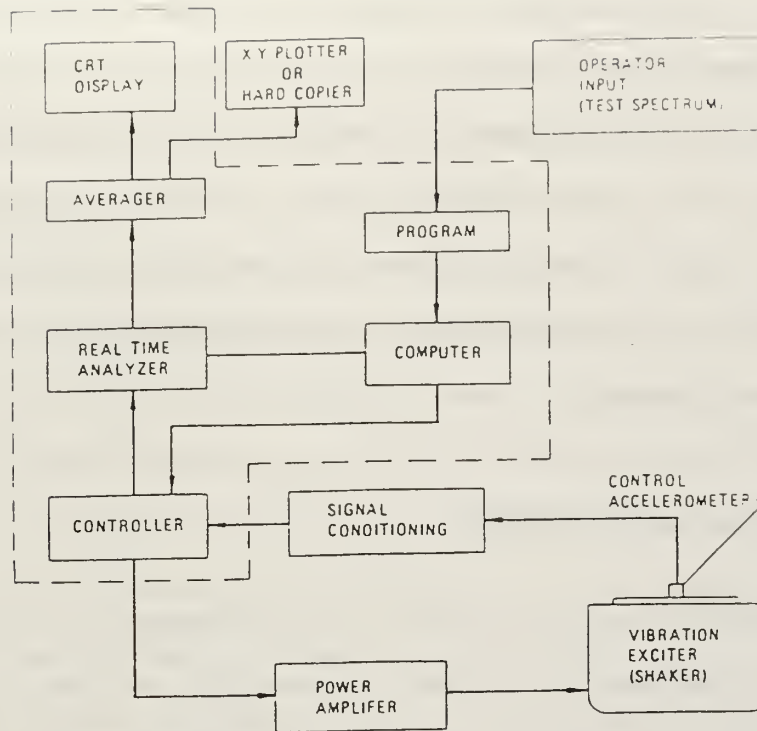 CRT
DISPLAY
X Y PLOTTER
OR
HARD COPIER
OPERATOR
INPUT
(TEST SPECTRUM)
AVERAGER
PROGRAM
REAL TIME
ANALYZER
COMPUTER
CONTROLLER
SIGNAL
CONDITIONING
CONTROL
ACCELEROMETER
VIBRATION
EXCITER
(SHAKER)
POWER
AMPLIFER